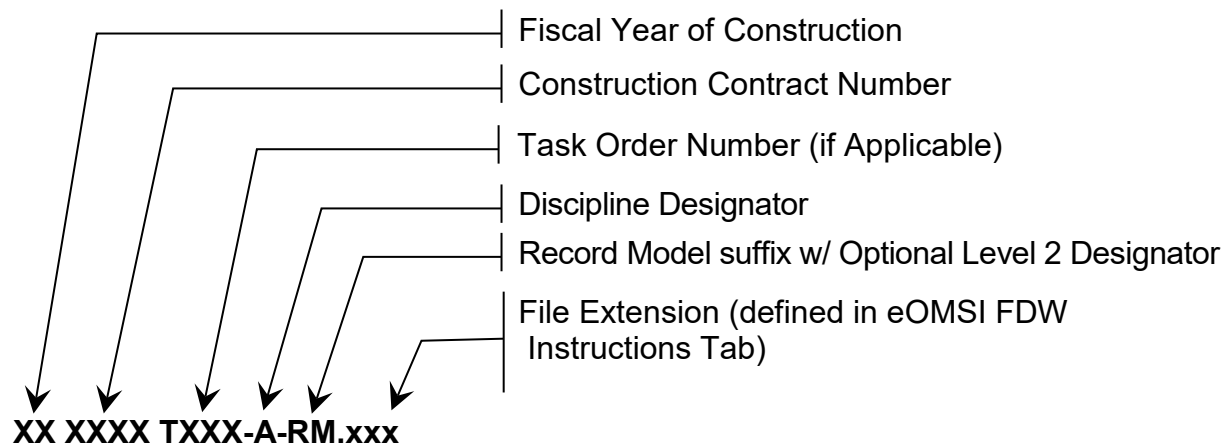 Fiscal Year of Construction
Construction Contract Number
Task Order Number (if Applicable)
Discipline Designator
Record Model suffix w/ Optional Level 2 Designator
File Extension (defined in eOMSI FDW
Instructions Tab)
XX XXXX TXXX-A-RM.xxx